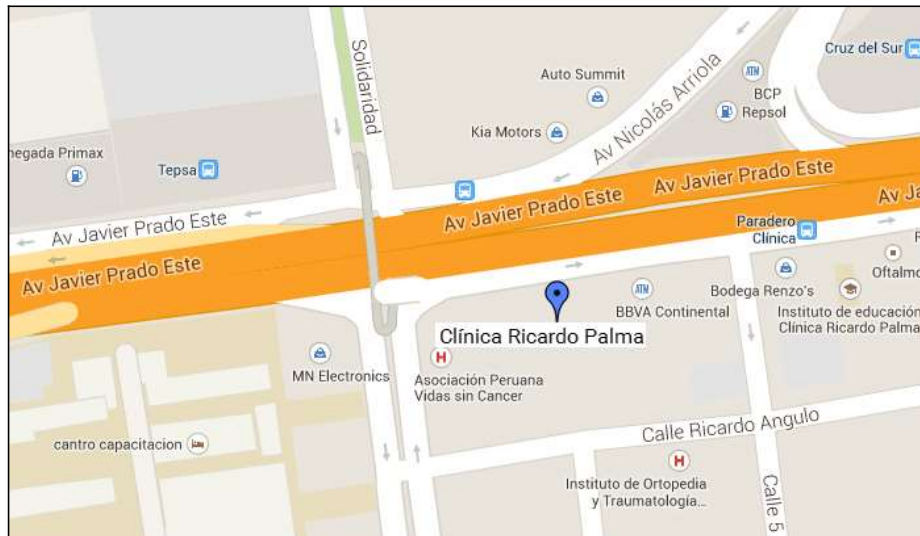 Solidaridad
Cruz del Sur
Auto Summit
ATM
BCP
Repsol
Av Nicolás Arriola
Kia Motors
negada Primax
Tepsa
Av Javier Prado Este
Av Javier Prado Este
Av Javier Prado Este
Av Javier Prado Este
Av Ja
Paradero
Clínica
Oftalmo
ATM
BBVA Continental
Bodega Renzo's
Instituto de educación
Clínica Ricardo Palma
Clínica Ricardo Palma
MN Electronics
H
Asociación Peruana
Vidas sin Cancer
cantro capacitacion
Calle Ricardo Angulo
H
Instituto de Ortopedia
y Traumatología...
Calle 5